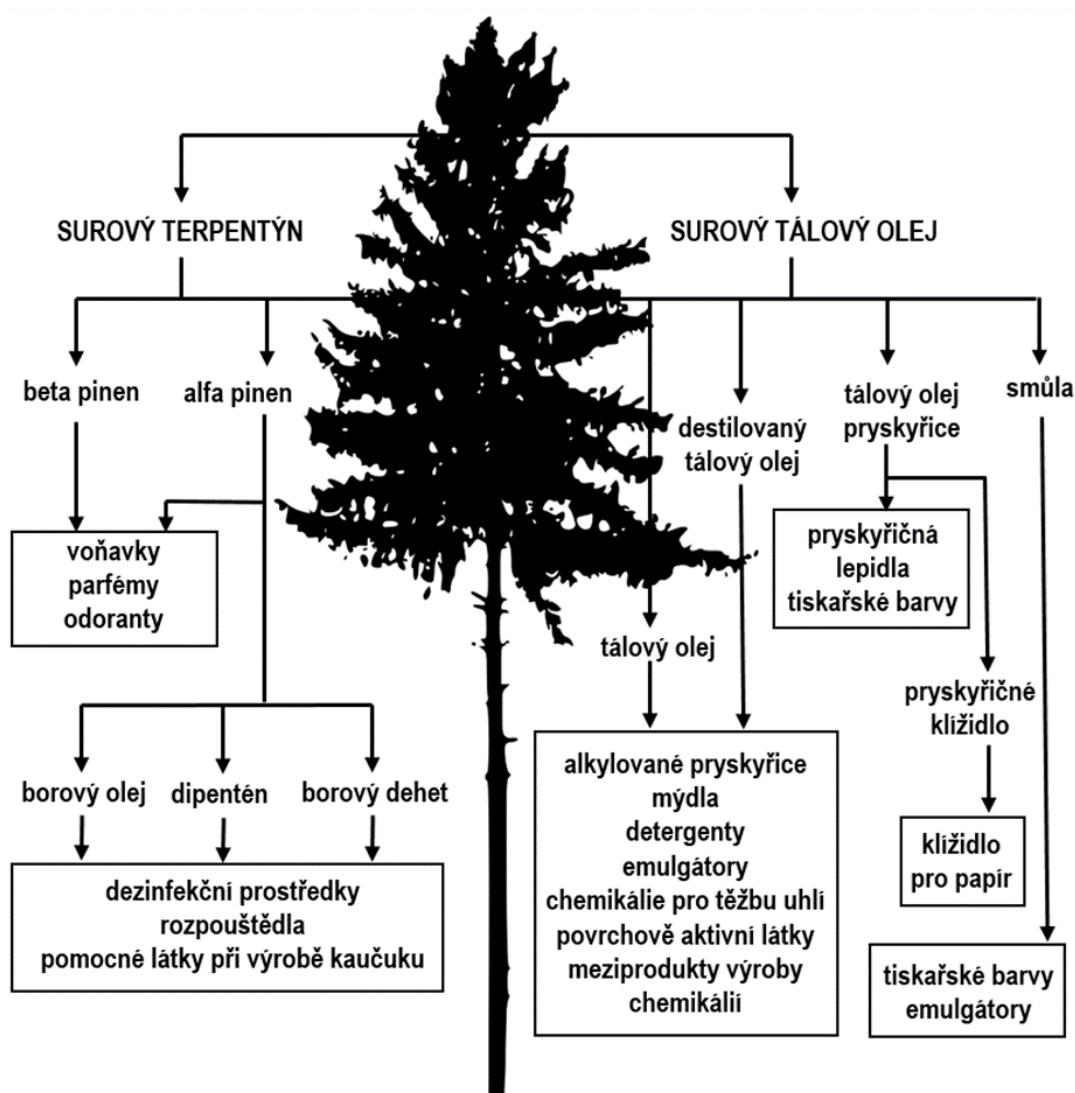 SUROVÝ TERPENTÝN
SUROVÝ TÁLOVÝ OLEJ
beta pinen
alfa pinen
destilovaný
tálový olej
tálový olej
pryskyřice
smůla
voňavky
parfémy
odoranty
pryskyřičná
lepidla
tiskařské barvy
tálový olej
pryskyřičné
klížidlo
borový olej
dipentén
borový dehet
dezinfekční prostředky
rozpouštědla
pomocné látky při výrobě kaučuku
alkylované pryskyřice
mýdla
detergenty
emulgátory
chemikálie pro těžbu uhlí
povrchově aktivní látky
meziprodukty výroby
chemikálií
klížidlo
pro papír
tiskařské barvy
emulgátory